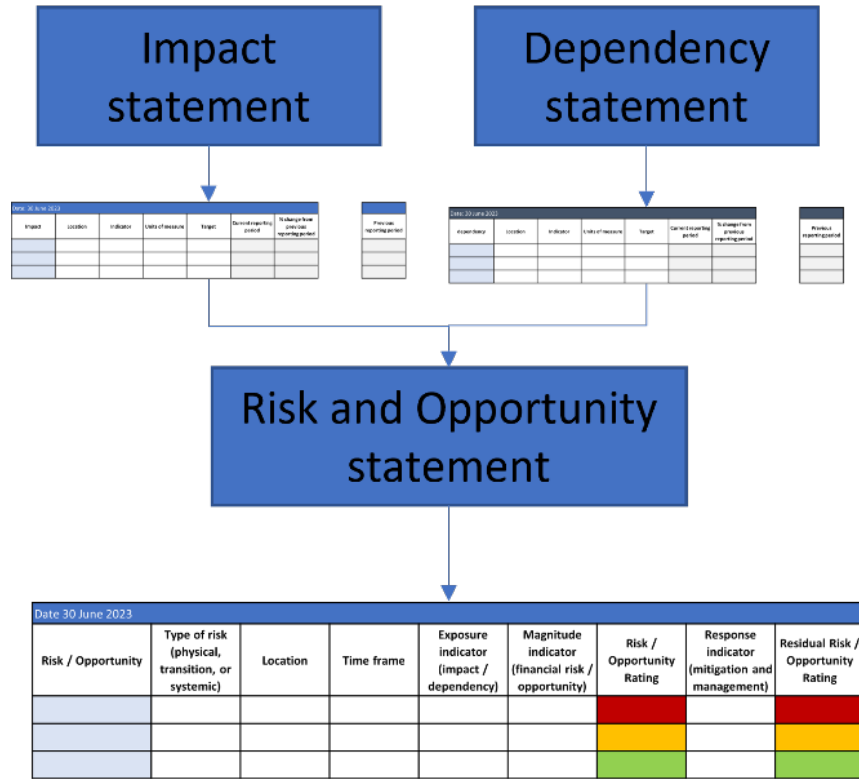 Impact
statement
Dependency
statement
Date: 30 June 2023
Impact
Location
Indicator
Units of measure
Target
Current reporting
period
% change from
previous
reporting period
Previous
reporting period
Date: 30 June 2023
dependency
Location
Indicator
Units of measure
Target
Current reporting
period
% change from
previous
reporting period
Previous
reporting period
Risk and Opportunity
statement
Date 30 June 2023
Risk / Opportunity
Type of risk
(physical,
transition, or
systemic)
Location
Time frame
Exposure
indicator
(impact /
dependency)
Magnitude
indicator
(financial risk /
opportunity)
Risk /
Opportunity
Rating
Response
indicator
(mitigation and
management)
Residual Risk /
Opportunity
Rating